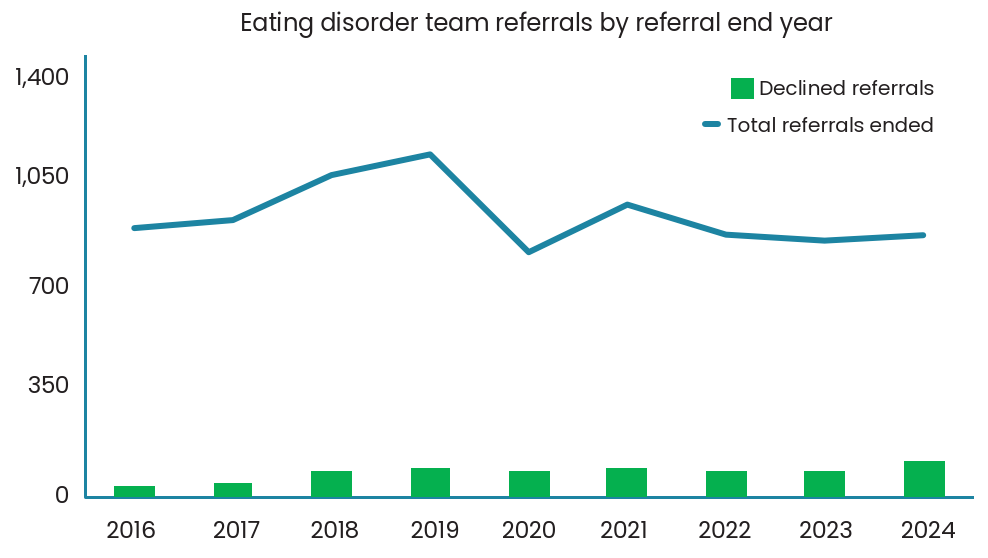 Eating disorder team referrals by referral end year
1,400
Declined referrals
Total referrals ended
1,050
700
350
0
2016 2017 2018 2019 2020 2021 2022 2023 2024